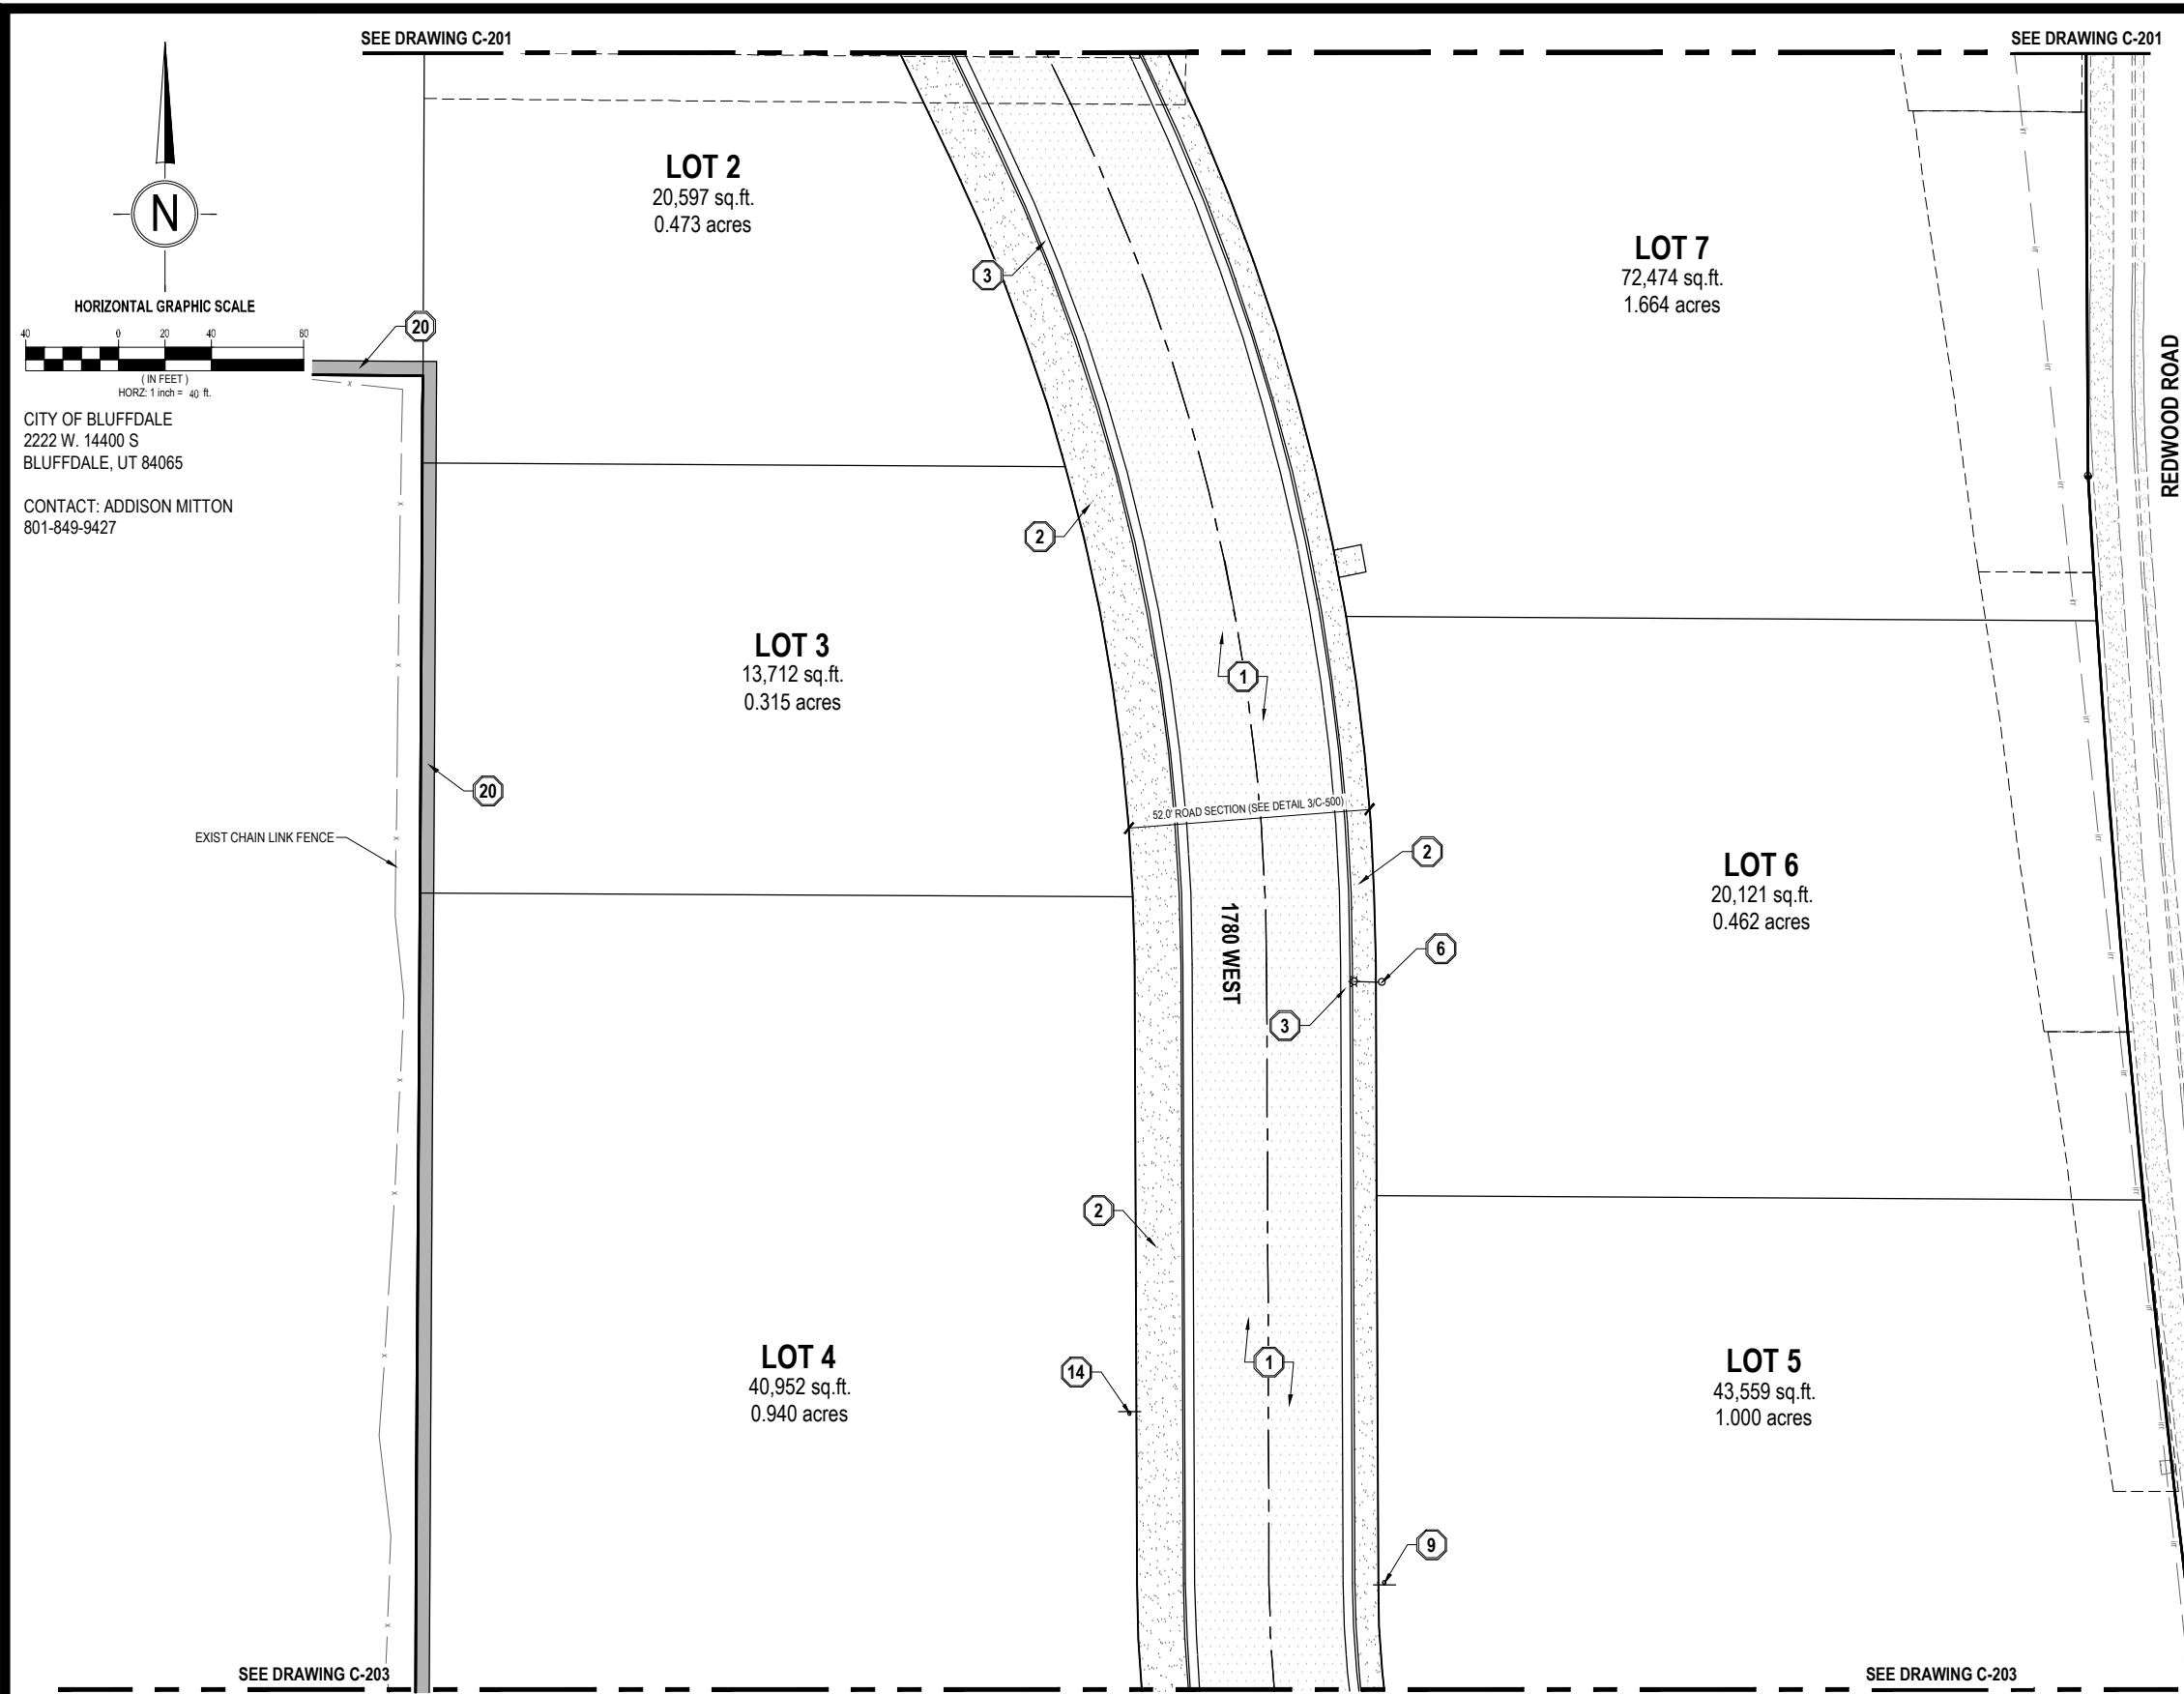 SEE DRAWING C-201
SEE DRAWING C-201
N
HORIZONTAL GRAPHIC SCALE
40 0 20 40 80
( IN FEET )
HORZ: 1 inch = 40 ft.
CITY OF BLUFFDALE
2222 W. 14400 S
BLUFFDALE, UT 84065
CONTACT: ADDISON MITTON
801-849-9427
LOT 2
20,597 sq.ft.
0.473 acres
LOT 7
72,474 sq.ft.
1.664 acres
REDWOOD ROAD
3
20
2
LOT 3
13,712 sq.ft.
0.315 acres
1
20
EXIST CHAIN LINK FENCE
52.0' ROAD SECTION (SEE DETAIL 3/C-500)
2
LOT 6
20,121 sq.ft.
0.462 acres
1780 WEST
6
3
2
LOT 4
40,952 sq.ft.
0.940 acres
14
1
LOT 5
43,559 sq.ft.
1.000 acres
9
SEE DRAWING C-203
SEE DRAWING C-203